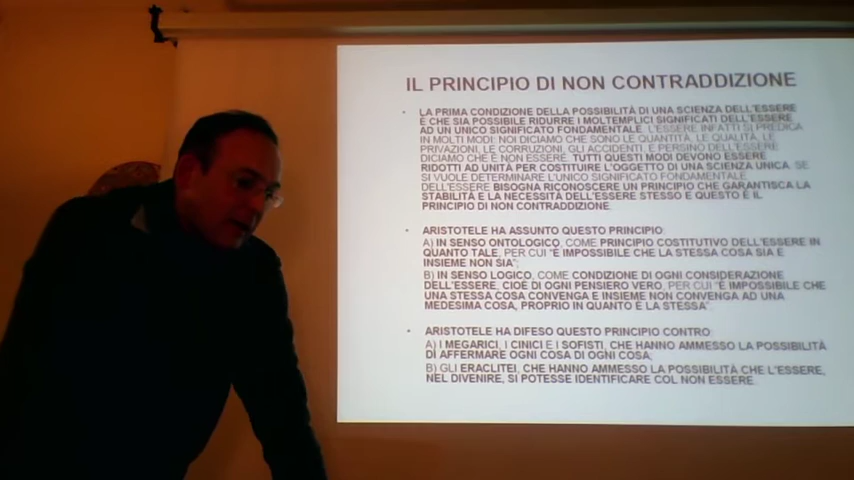 IL PRINCIPIO DI NON CONTRADDIZIONE
• LA PRIMA CONDIZIONE DELLA POSSIBILITÀ DI UNA SCIENZA DELL'ESSERE
È CHE SIA POSSIBILE RIDURRE I MOLTEMPLICI SIGNIFICATI DELL'ESSERE
AD UN UNICO SIGNIFICATO FONDAMENTALE. L'ESSERE INFATTI SI PREDICA
IN MOLTI MODI: NOI DICIAMO CHE SONO LE QUANTITÀ, LE QUALITÀ, LE
PRIVAZIONI, LE CORRUZIONI, GLI ACCIDENTI, E PERSINO DEL NON ESSERE
DICIAMO CHE È NON ESSERE. TUTTI QUESTI MODI DEVONO ESSERE
RIDOTTI AD UNITÀ PER COSTITUIRE L'OGGETTO DI UNA SCIENZA UNICA. SE
SI VUOLE DETERMINARE L'UNICO SIGNIFICATO FONDAMENTALE
DELL'ESSERE BISOGNA RICONOSCERE UN PRINCIPIO CHE GARANTISCA LA
STABILITÀ E LA NECESSITÀ DELL'ESSERE STESSO E QUESTO È IL
PRINCIPIO DI NON CONTRADDIZIONE.
• ARISTOTELE HA ASSUNTO QUESTO PRINCIPIO:
A) IN SENSO ONTOLOGICO, COME PRINCIPIO COSTITUTIVO DELL'ESSERE IN
QUANTO TALE, PER CUI "È IMPOSSIBILE CHE LA STESSA COSA SIA E
INSIEME NON SIA";
B) IN SENSO LOGICO, COME CONDIZIONE DI OGNI CONSIDERAZIONE
DELL'ESSERE, CIOÈ DI OGNI PENSIERO VERO, PER CUI "È IMPOSSIBILE CHE
UNA STESSA COSA CONVENGA E INSIEME NON CONVENGA AD UNA
MEDESIMA COSA, PROPRIO IN QUANTO È LA STESSA".
• ARISTOTELE HA DIFESO QUESTO PRINCIPIO CONTRO:
A) I MEGARICI, I CINICI E I SOFISTI, CHE HANNO AMMESSO LA POSSIBILITÀ
DI AFFERMARE OGNI COSA DI OGNI COSA;
B) GLI ERACLITEI, CHE HANNO AMMESSO LA POSSIBILITÀ CHE L'ESSERE,
NEL DIVENIRE, SI POTESSE IDENTIFICARE COL NON ESSERE.